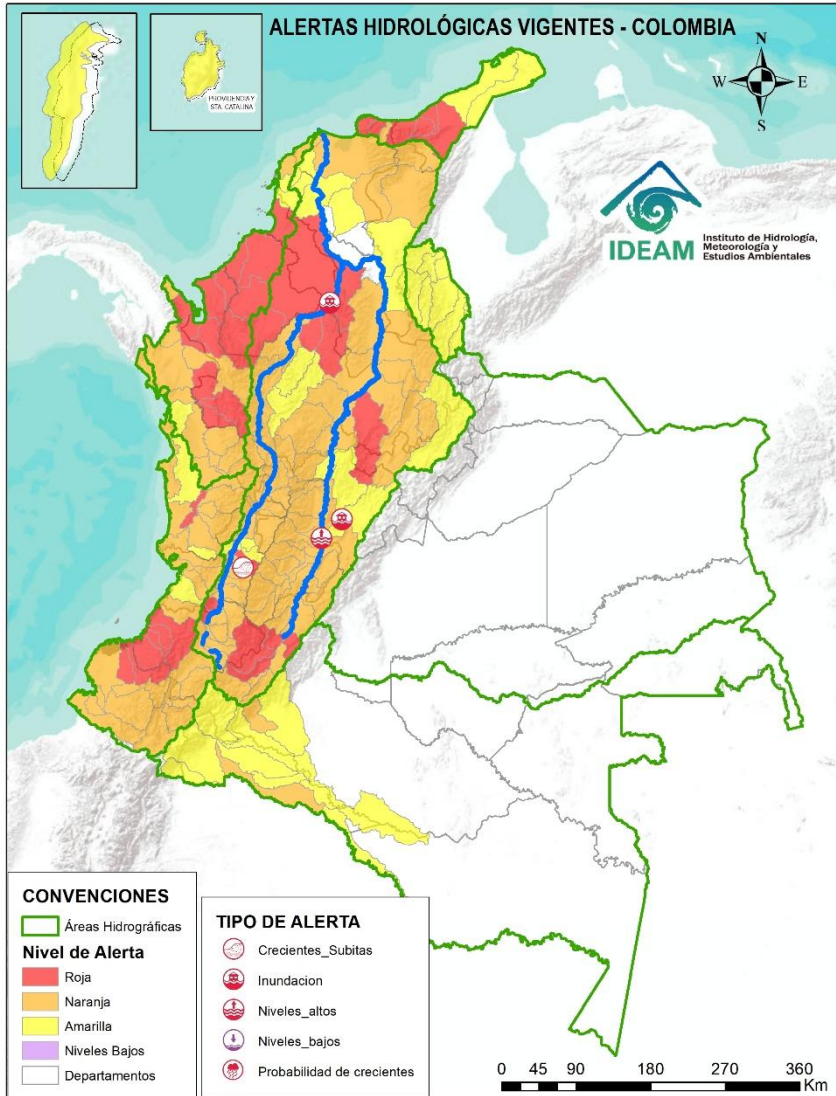 ALERTAS HIDROLÓGICAS VIGENTES - COLOMBIA
PROVIDENCIA Y
STA. CATALINA
N
W
E
S
IDEAM
Instituto de Hidrología,
Meteorología y
Estudios Ambientales
CONVENCIONES
Áreas Hidrográficas
Nivel de Alerta
Roja
Naranja
Amarilla
Niveles Bajos
Departamentos
TIPO DE ALERTA
Crecientes_Subitas
Inundacion
Niveles_altos
Niveles_bajos
Probabilidad de crecientes
0 45 90 180 270 360
Km